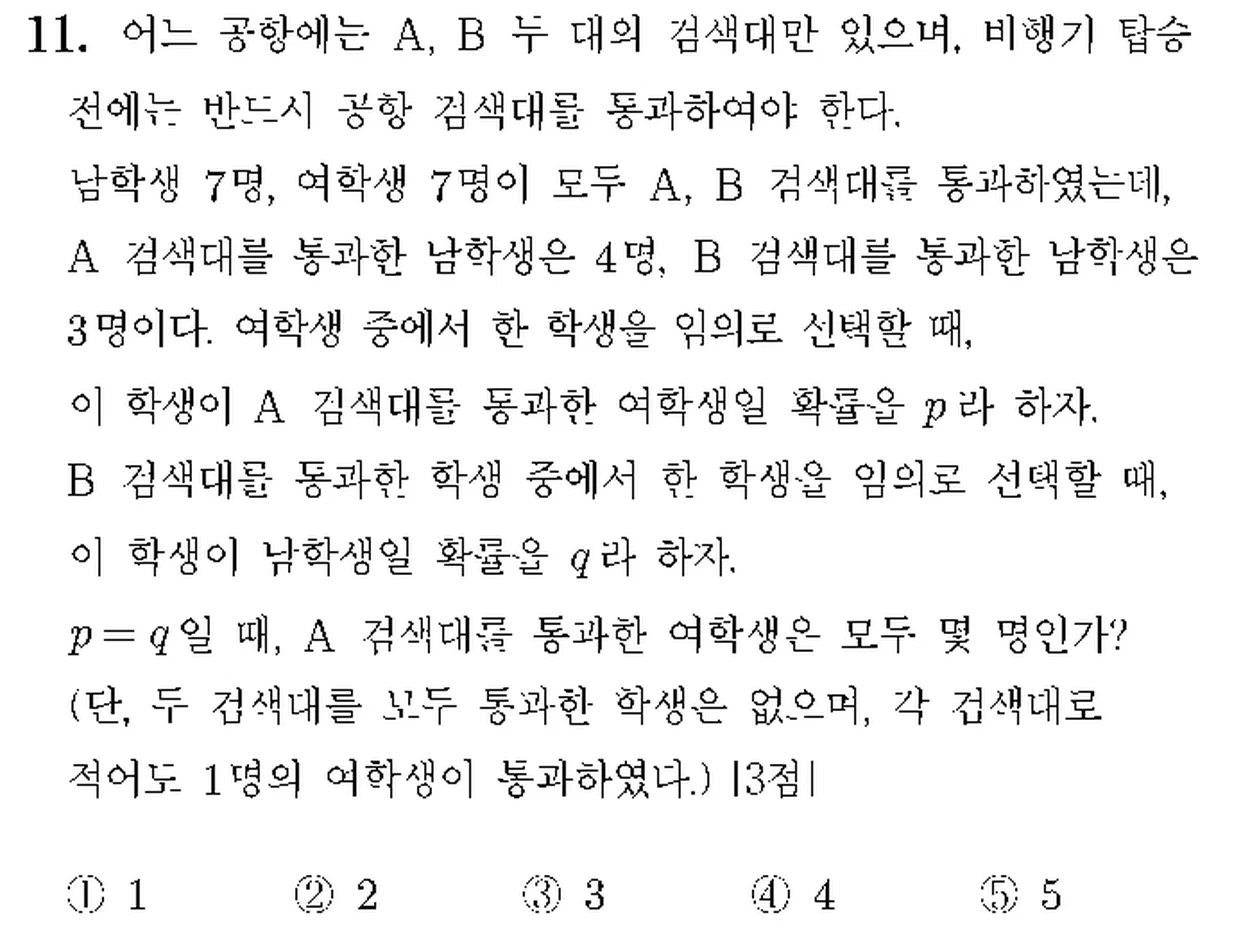 11. 어느 공항에는 A, B 두 대의 검색대만 있으며, 비행기 탑승
전에는 반드시 공항 검색대를 통과하여야 한다.
남학생 7명, 여학생 7명이 모두 A, B 검색대를 통과하였는데,
A 검색대를 통과한 남학생은 4명, B 검색대를 통과한 남학생은
3명이다. 여학생 중에서 한 학생을 임의로 선택할 때,
이 학생이 A 검색대를 통과한 여학생일 확률을 p라 하자.
B 검색대를 통과한 학생 중에서 한 학생을 임의로 선택할 때,
이 학생이 남학생일 확률을 q라 하자.
p=q일 때, A 검색대를 통과한 여학생은 모두 몇 명인가?
(단, 두 검색대를 모두 통과한 학생은 없으며, 각 검색대로
적어도 1명의 여학생이 통과하였다.) [3점]
① 1 ② 2 ③ 3 ④ 4 ⑤ 5